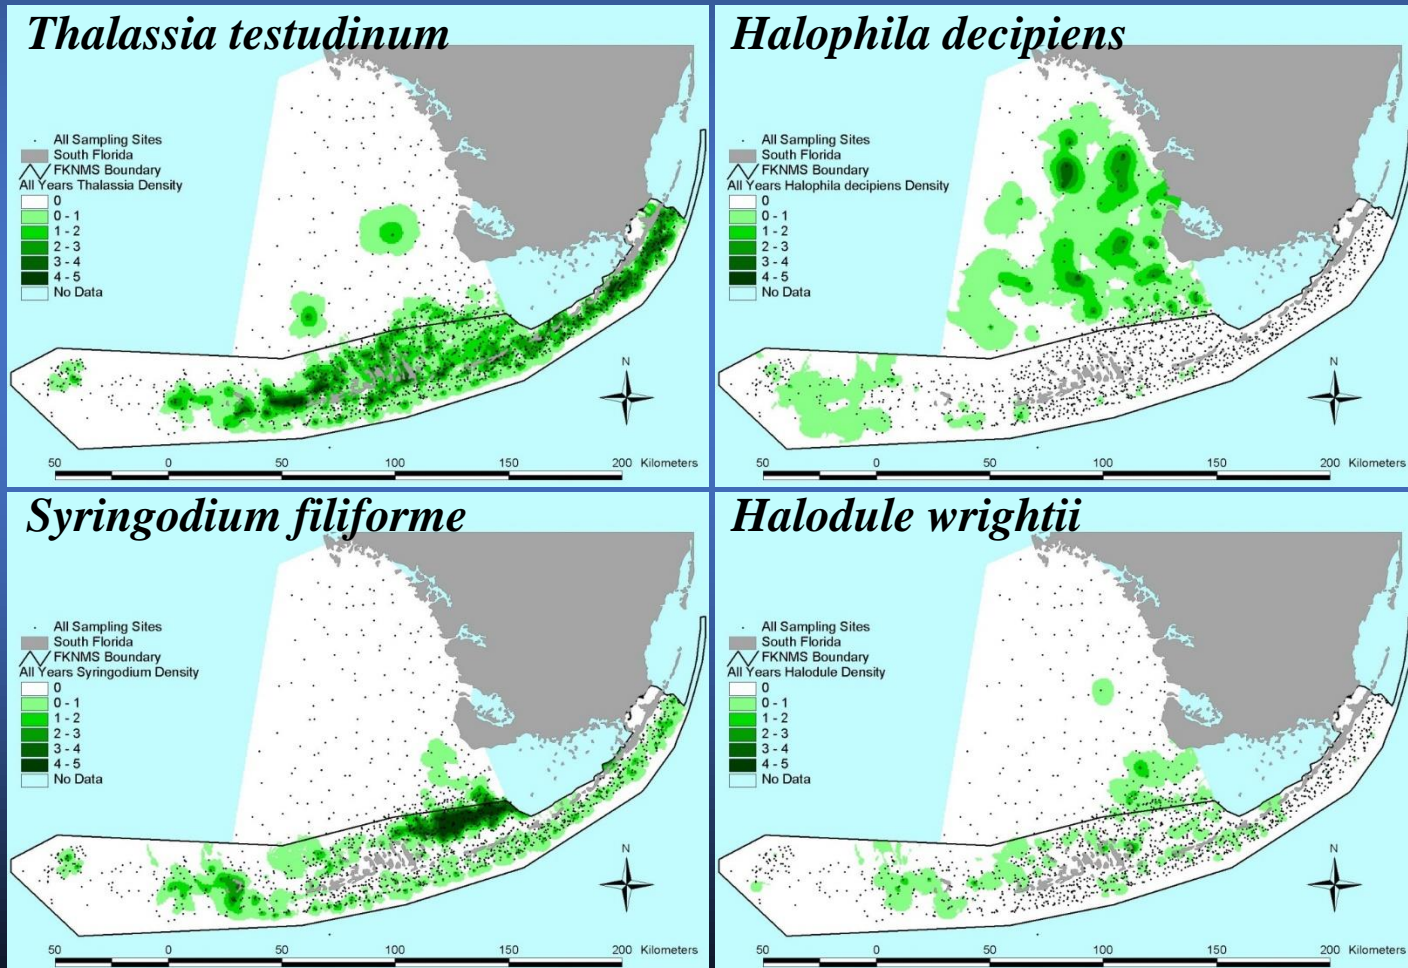 Thalassia testudinum
All Sampling Sites
South Florida
FKNMS Boundary
All Years Thalassia Density
0
0 - 1
1 - 2
2 - 3
3 - 4
4 - 5
No Data
N
50 0 50 100 150 200 Kilometers
Halophila decipiens
All Sampling Sites
South Florida
FKNMS Boundary
All Years Halophila decipiens Density
0
0 - 1
1 - 2
2 - 3
3 - 4
4 - 5
No Data
N
50 0 50 100 150 200 Kilometers
Syringodium filiforme
All Sampling Sites
South Florida
FKNMS Boundary
All Years Syringodium Density
0
0 - 1
1 - 2
2 - 3
3 - 4
4 - 5
No Data
N
50 0 50 100 150 200 Kilometers
Halodule wrightii
All Sampling Sites
South Florida
FKNMS Boundary
All Years Halodule Density
0
0 - 1
1 - 2
2 - 3
3 - 4
4 - 5
No Data
N
50 0 50 100 150 200 Kilometers